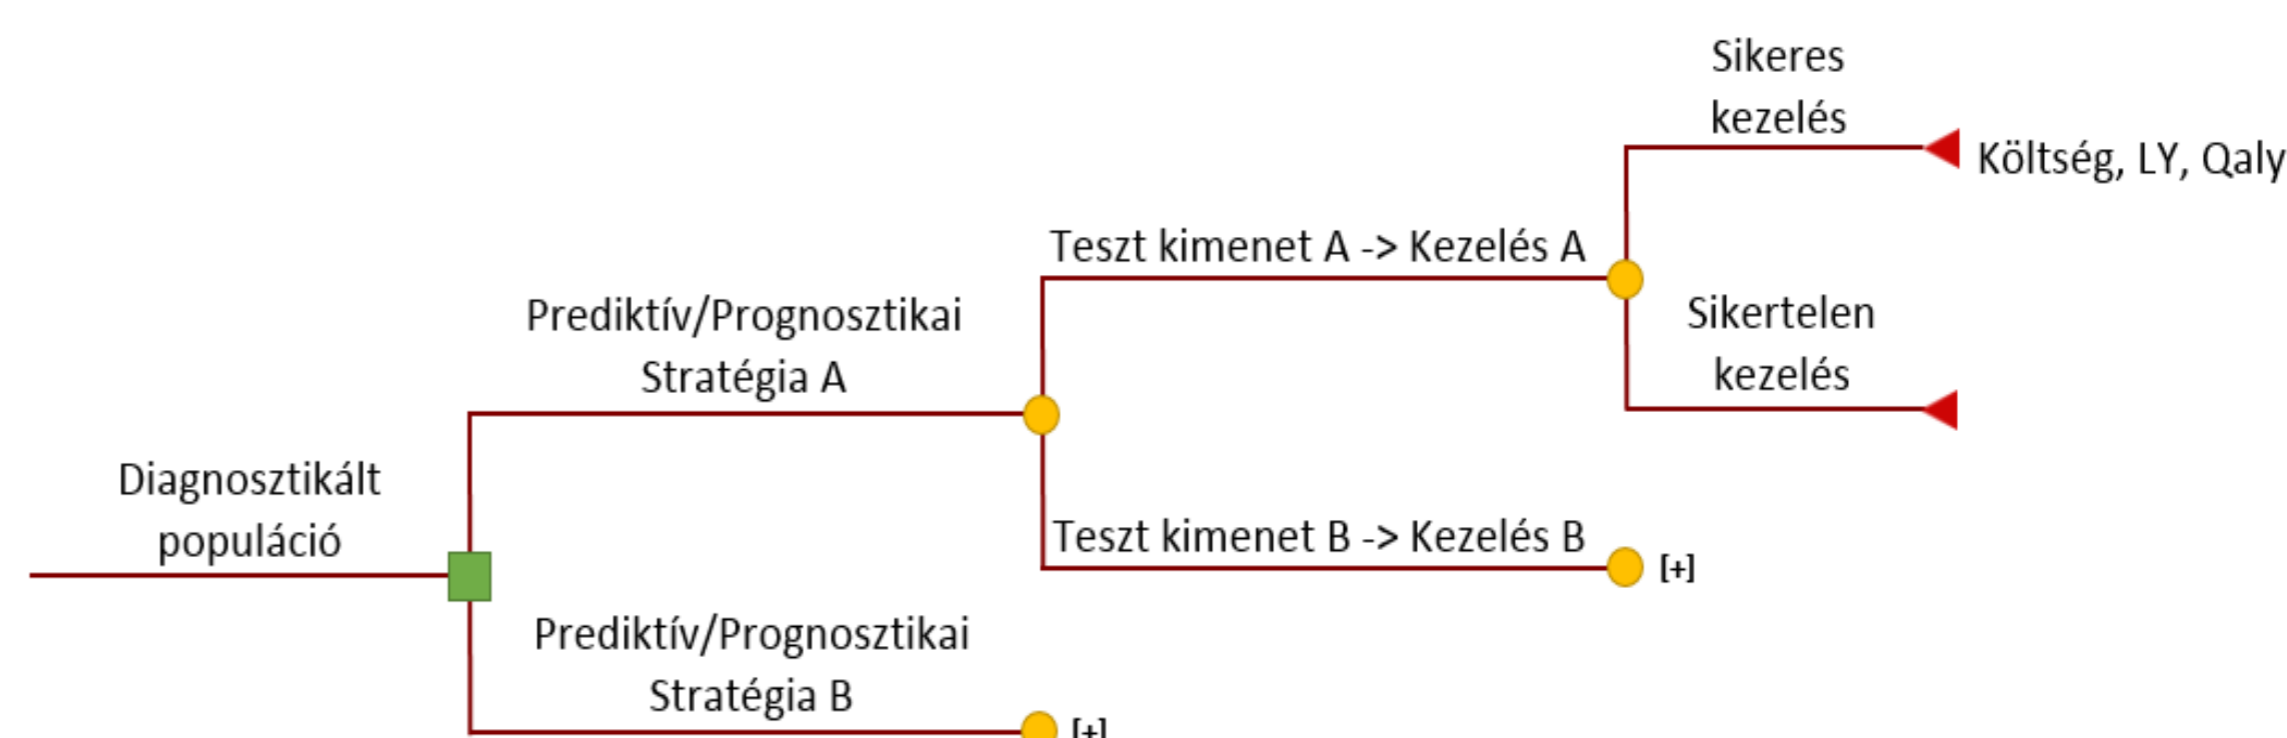 Sikeres
kezelés
Költség, LY, Qaly
Teszt kimenet A -> Kezelés A
Prediktív/Prognosztikai
Stratégia A
Sikertelen
kezelés
Diagnosztikált
populáció
Teszt kimenet B -> Kezelés B
[+]
Prediktív/Prognosztikai
Stratégia B
[+]